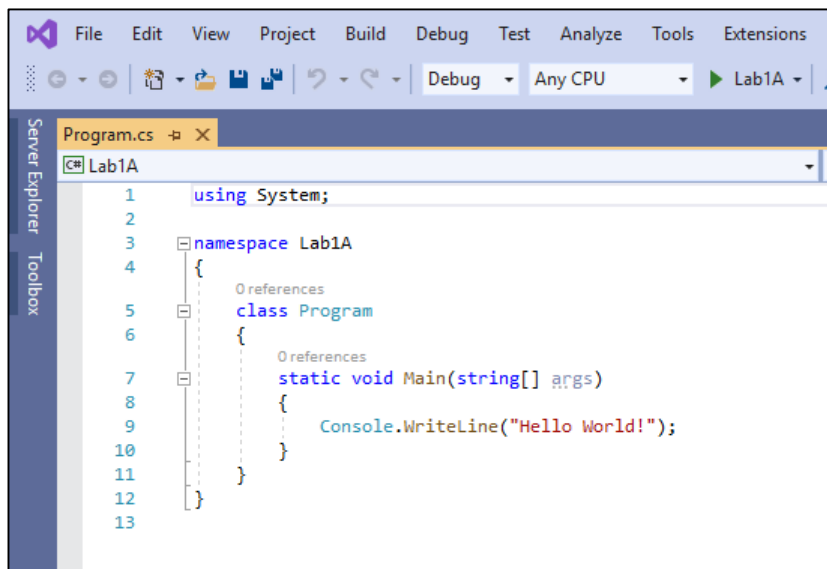 File Edit View Project Build Debug Test Analyze Tools Extensions
Debug Any CPU Lab1A
Server Explorer
Toolbox
Program.cs
C# Lab1A
1 using System;
2
3 namespace Lab1A
4 {
0 references
5 class Program
6 {
0 references
7 static void Main(string[] args)
8 {
9 Console.WriteLine("Hello World!");
10 }
11 }
12 }
13